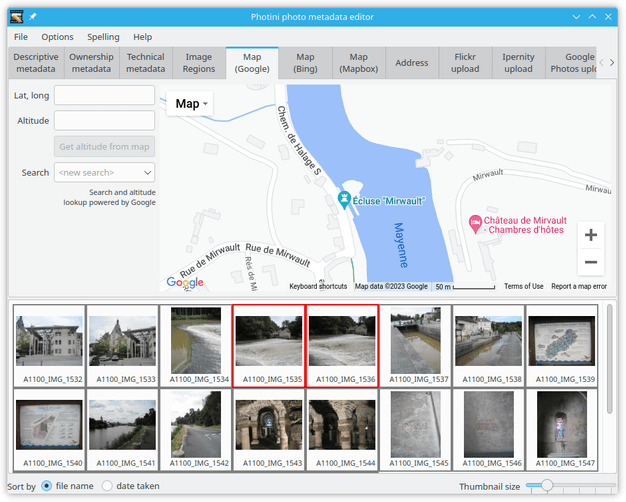 Photini photo metadata editor
File Options Spelling Help
Descriptive metadata
Ownership metadata
Technical metadata
Image Regions
Map (Google)
Map (Bing)
Map (Mapbox)
Address
Flickr upload
Ipernity upload
Google Photos uplo
Lat, long
Altitude
Get altitude from map
Search <new search>
Search and altitude
lookup powered by Google
Map
Chem. de Halage S
Écluse "Mirwault"
Mayenne
Mirwault
Mirwau
Château de Mirvault
- Chambres d'hôtes
Rue de Mirwault
Rue du Mirwault
Rés de Mi
Google
Keyboard shortcuts Map data ©2023 Google 50 m Terms of Use Report a map error
A1100_IMG_1532 A1100_IMG_1533 A1100_IMG_1534 A1100_IMG_1535 A1100_IMG_1536 A1100_IMG_1537 A1100_IMG_1538 A1100_IMG_1539
A1100_IMG_1540 A1100_IMG_1541 A1100_IMG_1542 A1100_IMG_1543 A1100_IMG_1544 A1100_IMG_1545 A1100_IMG_1546 A1100_IMG_1547
Sort by file name date taken Thumbnail size